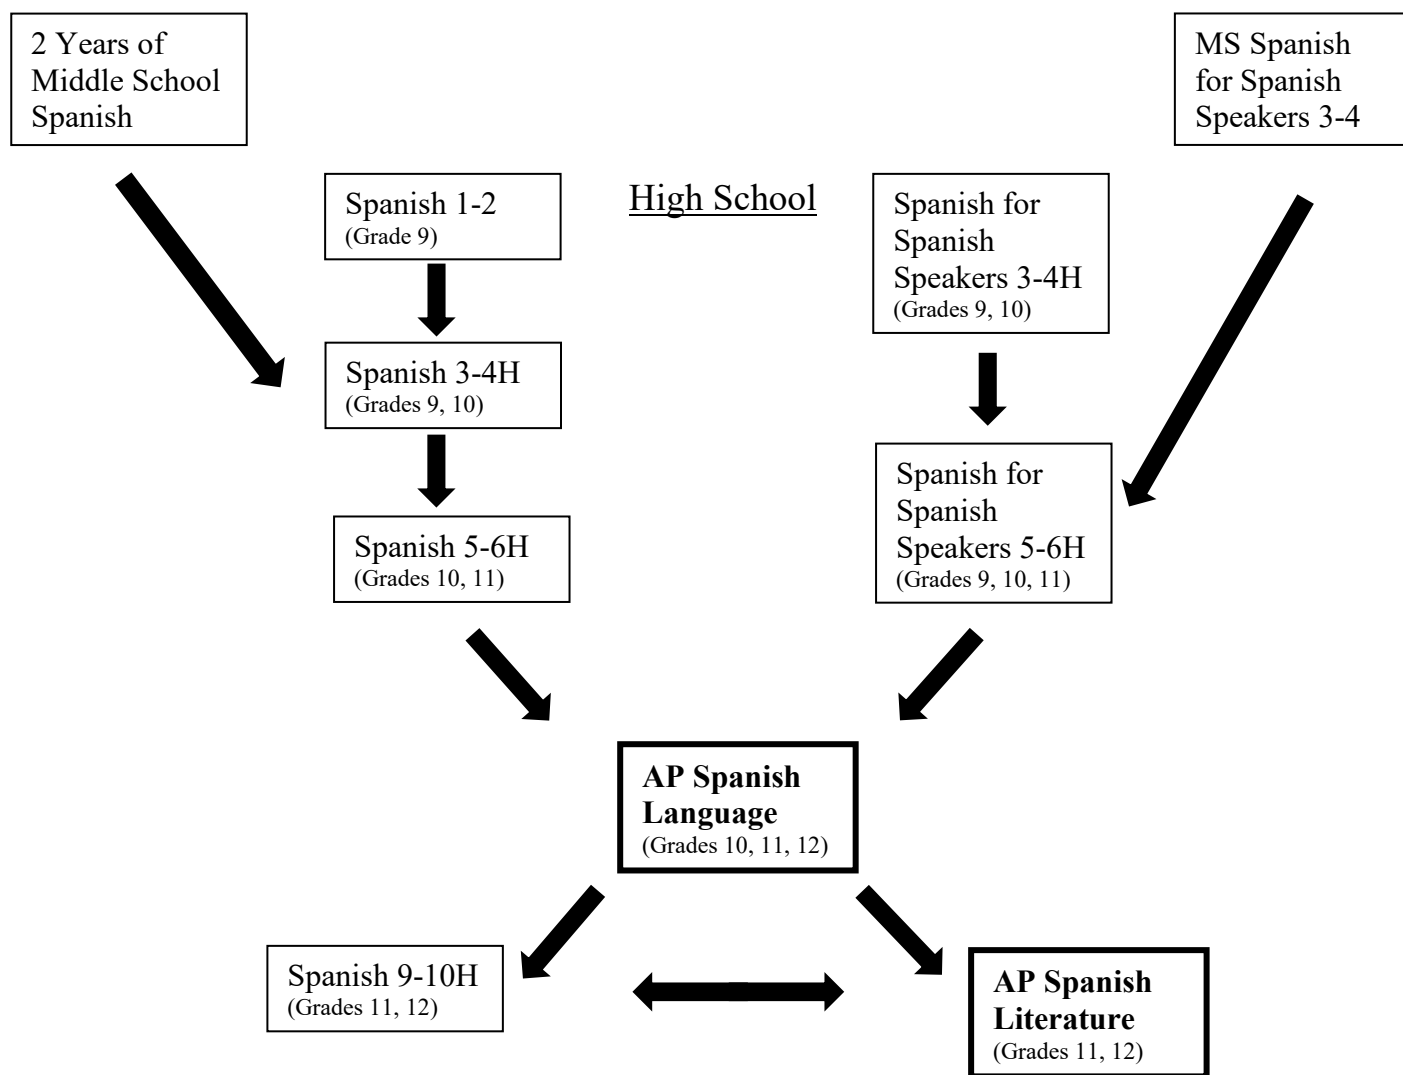 2 Years of
Middle School
Spanish
MS Spanish
for Spanish
Speakers 3-4
High School
Spanish 1-2
(Grade 9)
Spanish for
Spanish
Speakers 3-4H
(Grades 9, 10)
Spanish 3-4H
(Grades 9, 10)
Spanish for
Spanish
Speakers 5-6H
(Grades 9, 10, 11)
Spanish 5-6H
(Grades 10, 11)
AP Spanish
Language
(Grades 10, 11, 12)
Spanish 9-10H
(Grades 11, 12)
AP Spanish
Literature
(Grades 11, 12)